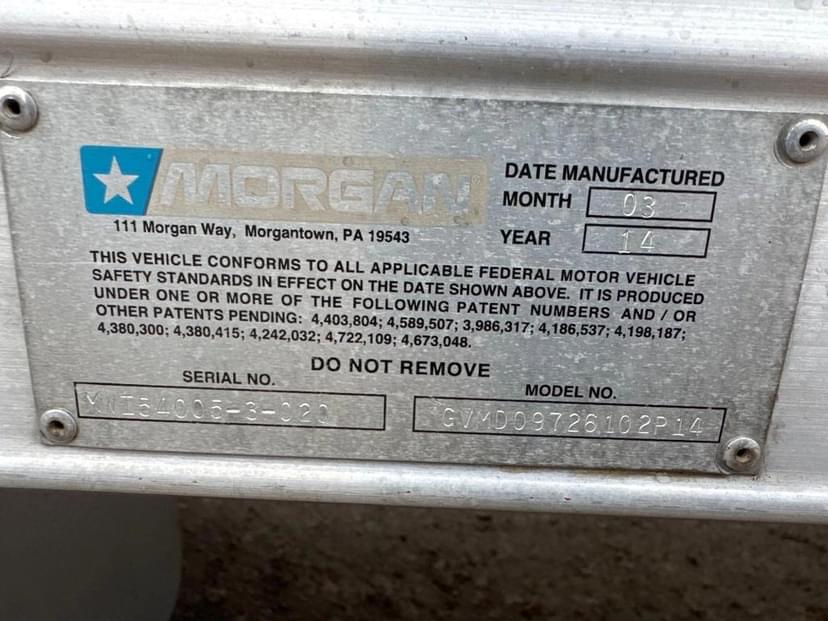 MORGAN
111 Morgan Way, Morgantown, PA 19543
DATE MANUFACTURED
MONTH 03
YEAR 14
THIS VEHICLE CONFORMS TO ALL APPLICABLE FEDERAL MOTOR VEHICLE
SAFETY STANDARDS IN EFFECT ON THE DATE SHOWN ABOVE. IT IS PRODUCED
UNDER ONE OR MORE OF THE FOLLOWING PATENT NUMBERS AND / OR
OTHER PATENTS PENDING: 4,403,804; 4,589,507; 3,986,317; 4,186,537; 4,198,187;
4,380,300; 4,380,415; 4,242,032; 4,722,109; 4,673,048.
DO NOT REMOVE
SERIAL NO.
MODEL NO.
GVMD09726102P14